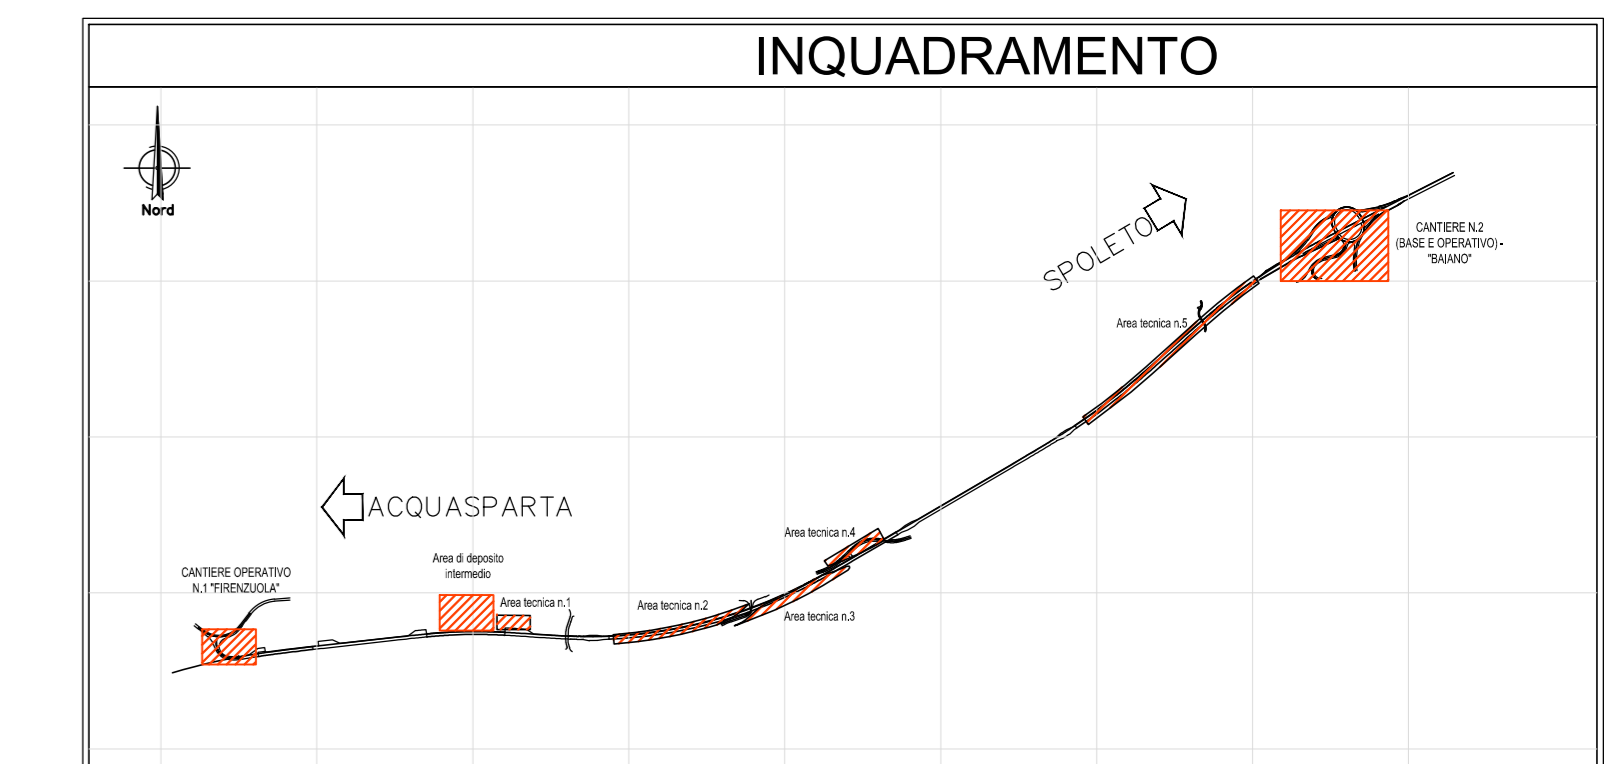 INQUADRAMENTO
Nord
SPOLETO
CANTIERE N.2
(BASE E OPERATIVO) -
"BAIANO"
Area tecnica n.5
ACQUASPARTA
Area tecnica n.4
Area di deposito
intermedio
CANTIERE OPERATIVO
N.1 "FIRENZUOLA"
Area tecnica n.1
Area tecnica n.2
Area tecnica n.3